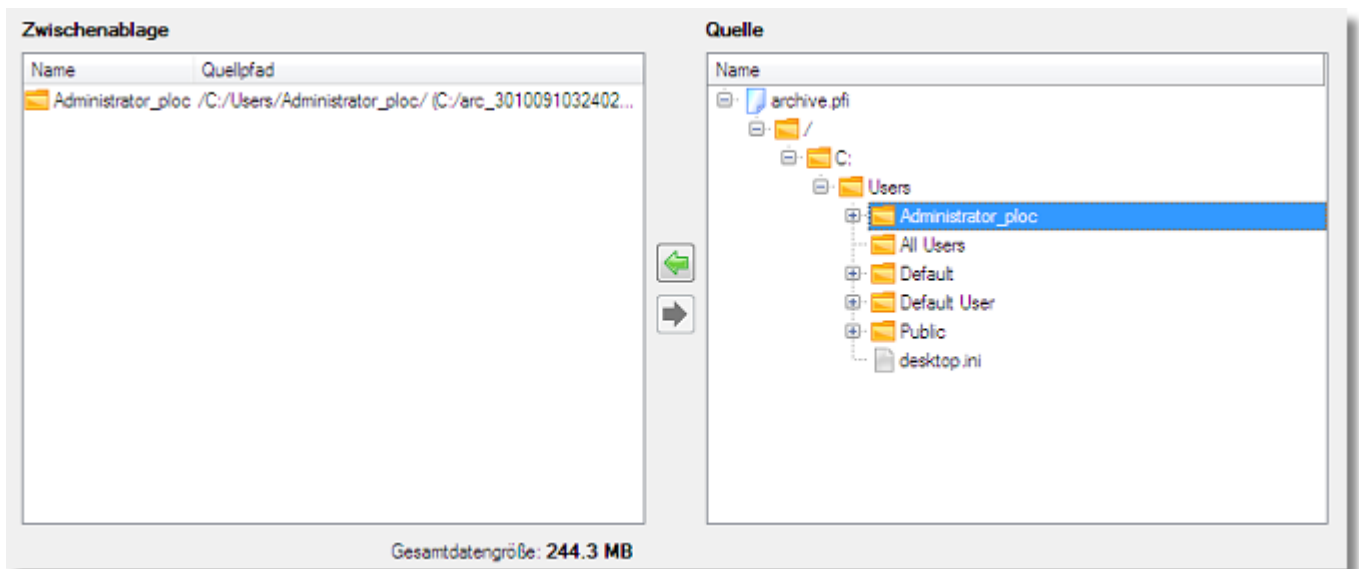 Zwischenablage
Name Quellpfad
Administrator_ploc /C:/Users/Administrator_ploc/ (C:/arc_3010091032402...
Gesamtdatengröße: 244.3 MB
Quelle
Name
archive.pfi
/
C:
Users
Administrator_ploc
All Users
Default
Default User
Public
desktop.ini